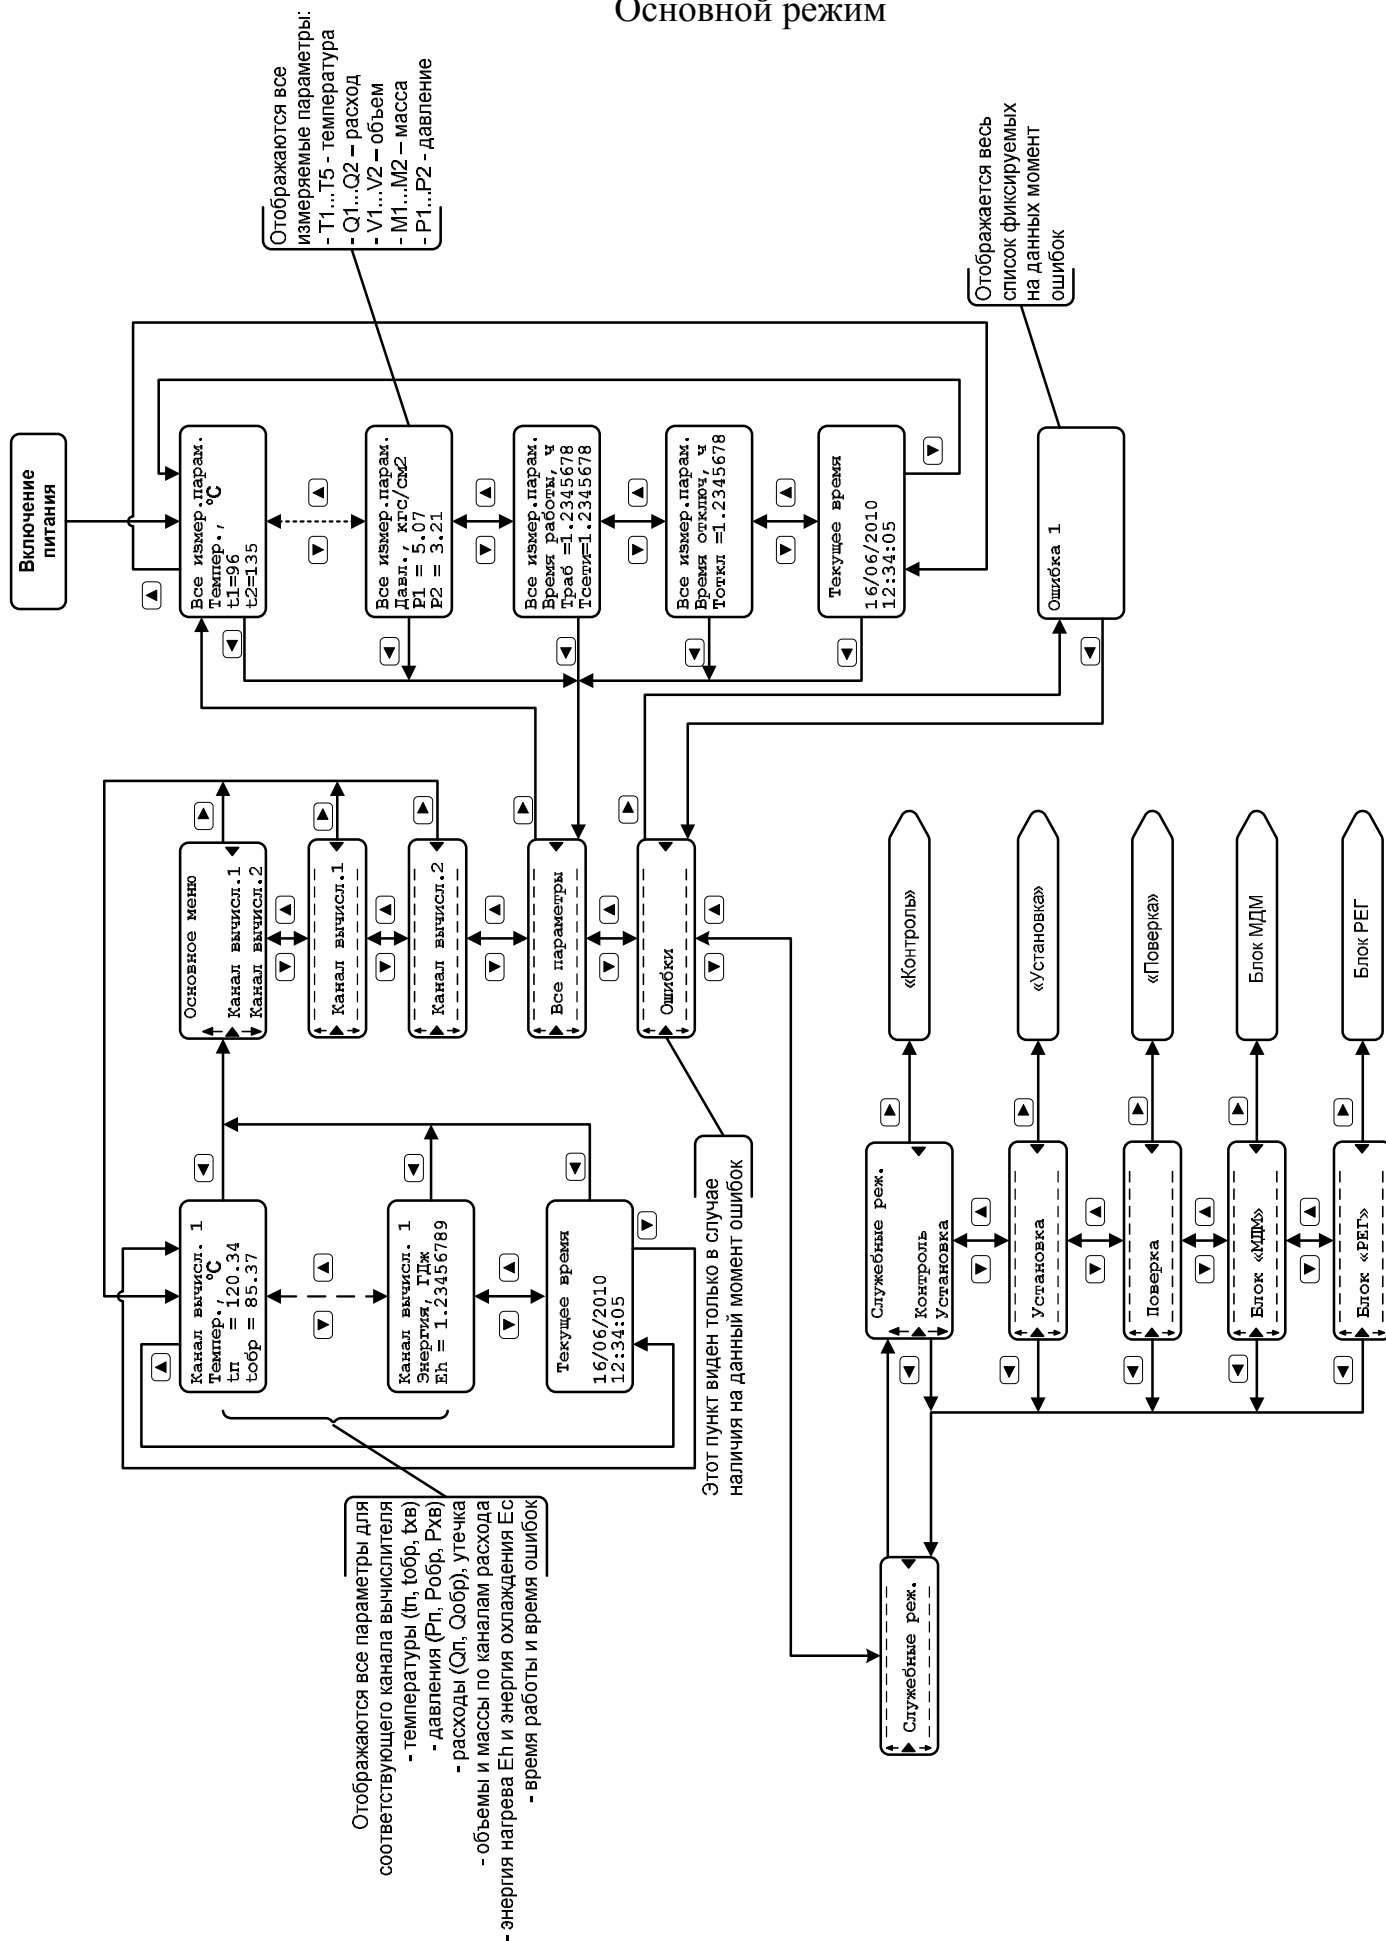 Основной режим
Включение
питания
Все измер.парам.
Темпер., °C
t1=96
t2=135
Все измер.парам.
Давл., кгс/см2
P1 = 5.07
P2 = 3.21
Все измер.парам.
Время работы, ч
Траб =1.2345678
Тсети=1.2345678
Все измер.парам.
Время отключ, ч
Тоткл =1.2345678
Текущее время
16/06/2010
12:34:05
Ошибка 1
Отображаются все
измеряемые параметры:
- T1...T5 - температура
- Q1...Q2 – расход
- V1...V2 – объем
- M1...M2 – масса
- P1...P2 - давление
Отображается весь
список фиксируемых
на данных момент
ошибок
Основное меню
Канал вычисл.1
Канал вычисл.2
Канал вычисл.1
Канал вычисл.2
Все параметры
Ошибки
Канал вычисл. 1
Темпер., °C
tп = 120.34
tобр = 85.37
Канал вычисл. 1
Энергия, ГДж
Eh = 1.23456789
Текущее время
16/06/2010
12:34:05
Этот пункт виден только в случае
наличия на данный момент ошибок
Отображаются все параметры для
соответствующего канала вычислителя
- температуры (tп, tобр, tхв)
- давления (Рп, Робр, Рхв)
- расходы (Qп, Qобр), утечка
- объемы и массы по каналам расхода
- энергия нагрева Eh и энергия охлаждения Ec
- время работы и время ошибок
Служебные реж.
Служебные реж.
Контроль
Установка
Установка
Поверка
Блок «МДМ»
Блок «РЕГ»
«Контроль»
«Установка»
«Поверка»
Блок МДМ
Блок РЕГ